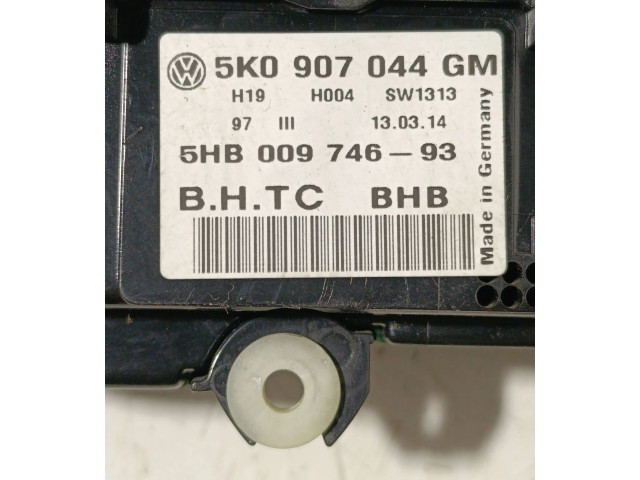 5K0 907 044 GM
H19 H004 SW1313
97 III 13.03.14
5HB 009 746-93
B.H.TC BHB
Made in Germany